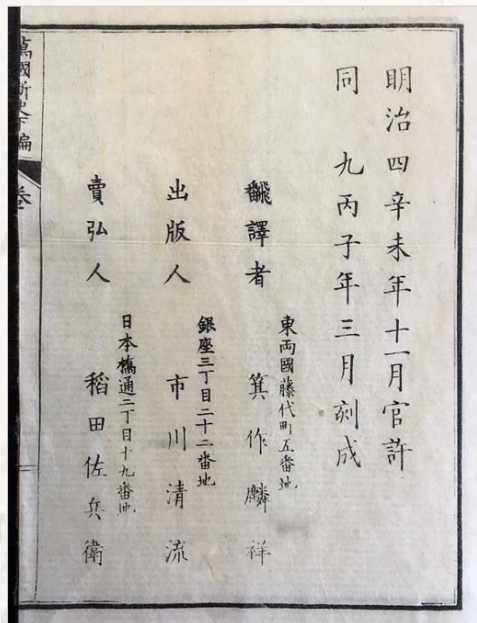 明治四辛未年十一月官許
同 九丙子年三月刻成
東両國藤代町五番地
飜譯者 箕作麟祥
銀座三丁目二十二番地
出版人 市川清流
日本橋通二丁目十九番地
賣弘人 稻田佐兵衛
萬國新史下編